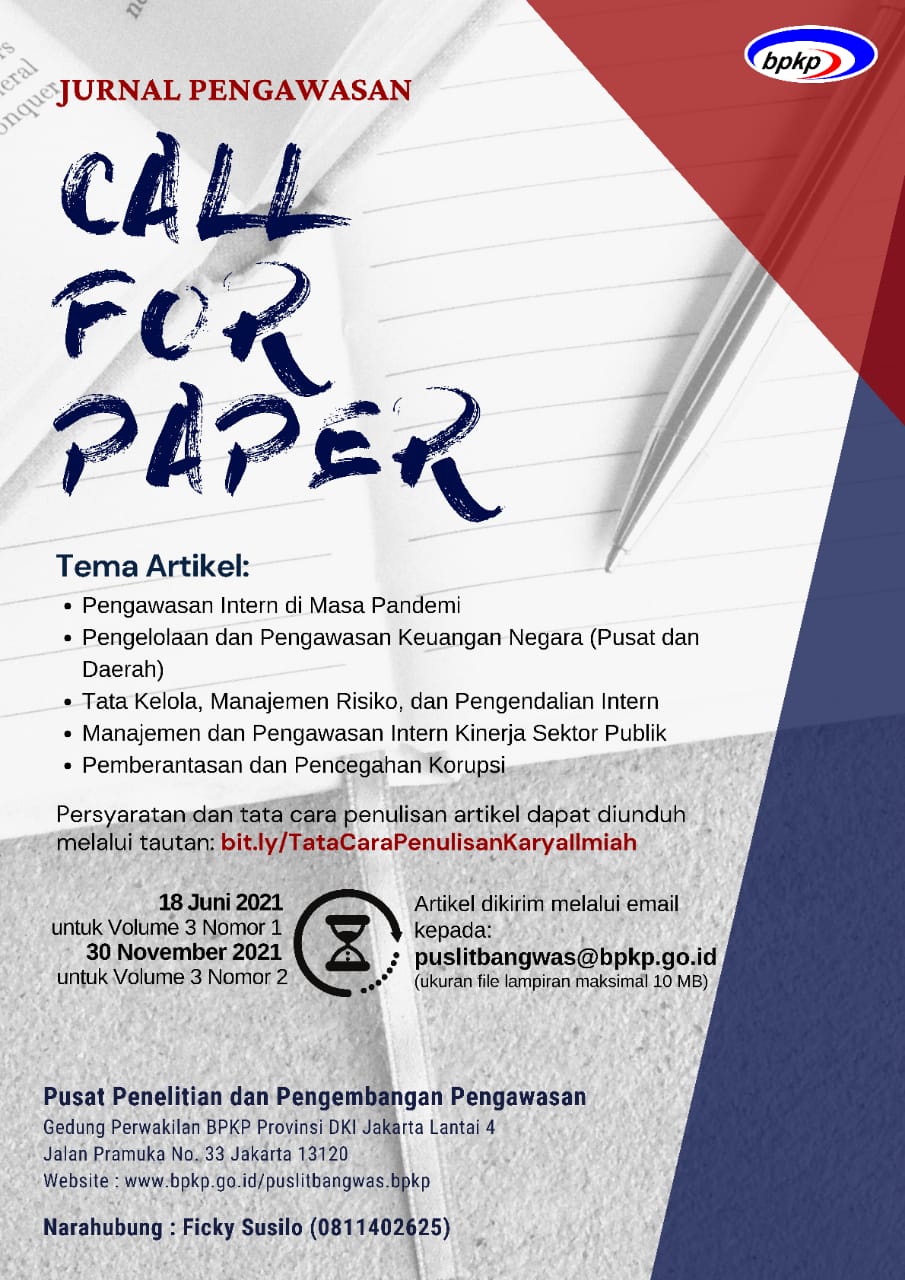 bpkp
JURNAL PENGAWASAN
CALL
FOR
PAPER
Tema Artikel:
• Pengawasan Intern di Masa Pandemi
• Pengelolaan dan Pengawasan Keuangan Negara (Pusat dan
Daerah)
• Tata Kelola, Manajemen Risiko, dan Pengendalian Intern
• Manajemen dan Pengawasan Intern Kinerja Sektor Publik
• Pemberantasan dan Pencegahan Korupsi
Persyaratan dan tata cara penulisan artikel dapat diunduh
melalui tautan: bit.ly/TataCaraPenulisanKaryaIlmiah
18 Juni 2021
untuk Volume 3 Nomor 1
30 November 2021
untuk Volume 3 Nomor 2
Artikel dikirim melalui email
kepada:
puslitbangwas@bpkp.go.id
(ukuran file lampiran maksimal 10 MB)
Pusat Penelitian dan Pengembangan Pengawasan
Gedung Perwakilan BPKP Provinsi DKI Jakarta Lantai 4
Jalan Pramuka No. 33 Jakarta 13120
Website : www.bpkp.go.id/puslitbangwas.bpkp
Narahubung : Ficky Susilo (0811402625)